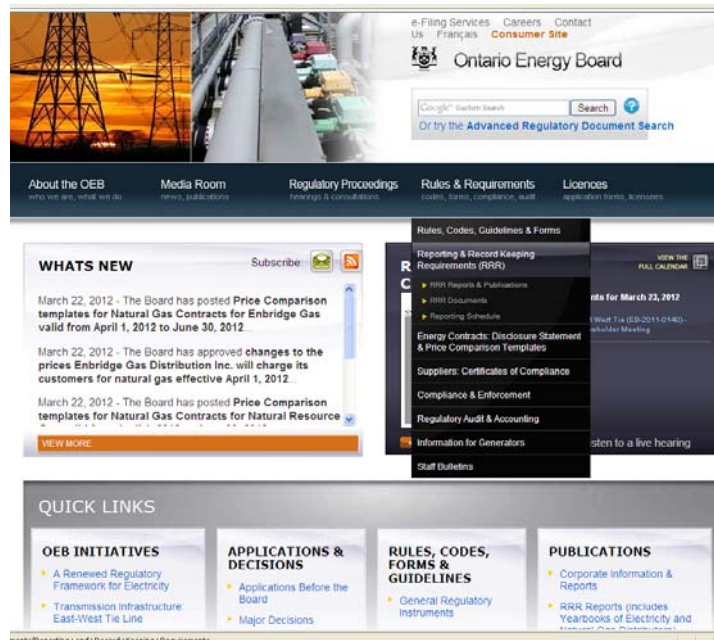 e-Filing Services Careers Contact
Us Français Consumer Site
Ontario Energy Board
Google™ Custom Search Search ?
Or try the Advanced Regulatory Document Search
About the OEB
who we are, what we do
Media Room
news, publications
Regulatory Proceedings
hearings & consultations
Rules & Requirements
codes, forms, compliance, audit
Licences
application forms, licensees
WHATS NEW
Subscribe:
March 22, 2012 - The Board has posted Price Comparison
templates for Natural Gas Contracts for Enbridge Gas
valid from April 1, 2012 to June 30, 2012...
March 22, 2012 - The Board has approved changes to the
prices Enbridge Gas Distribution Inc. will charge its
customers for natural gas effective April 1, 2012...
March 22, 2012 - The Board has posted Price Comparison
templates for Natural Gas Contracts for Natural Resource
VIEW MORE
Rules, Codes, Guidelines & Forms
Reporting & Record Keeping
Requirements (RRR)
RRR Reports & Publications
RRR Documents
Reporting Schedule
Energy Contracts: Disclosure Statement
& Price Comparison Templates
Suppliers: Certificates of Compliance
Compliance & Enforcement
Regulatory Audit & Accounting
Information for Generators
Staff Bulletins
R
C
VIEW THE
FULL CALENDAR
nts for March 23, 2012
t West Tie (EB-2011-0140) -
eholder Meeting
sten to a live hearing
QUICK LINKS
OEB INITIATIVES
A Renewed Regulatory
Framework for Electricity
Transmission Infrastructure:
East-West Tie Line
APPLICATIONS &
DECISIONS
Applications Before the
Board
Major Decisions
RULES, CODES,
FORMS &
GUIDELINES
General Regulatory
Instruments
PUBLICATIONS
Corporate Information &
Reports
RRR Reports (includes
Yearbooks of Electricity and